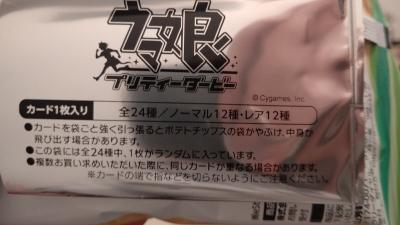 ウマ娘
プリティーダービー
© Cygames, Inc.
カード1枚入り 全24種/ノーマル12種・レア12種
●カードを袋ごと強く引っ張るとポテトチップスの袋がやぶけ、中身が
飛び出す場合があります。
●この袋には全24種中、1枚がランダムに入っています。
●複数お買い求めいただいた際に、同じカードが重なる場合があります。
※カードの端で指などを切らないようにご注意ください。